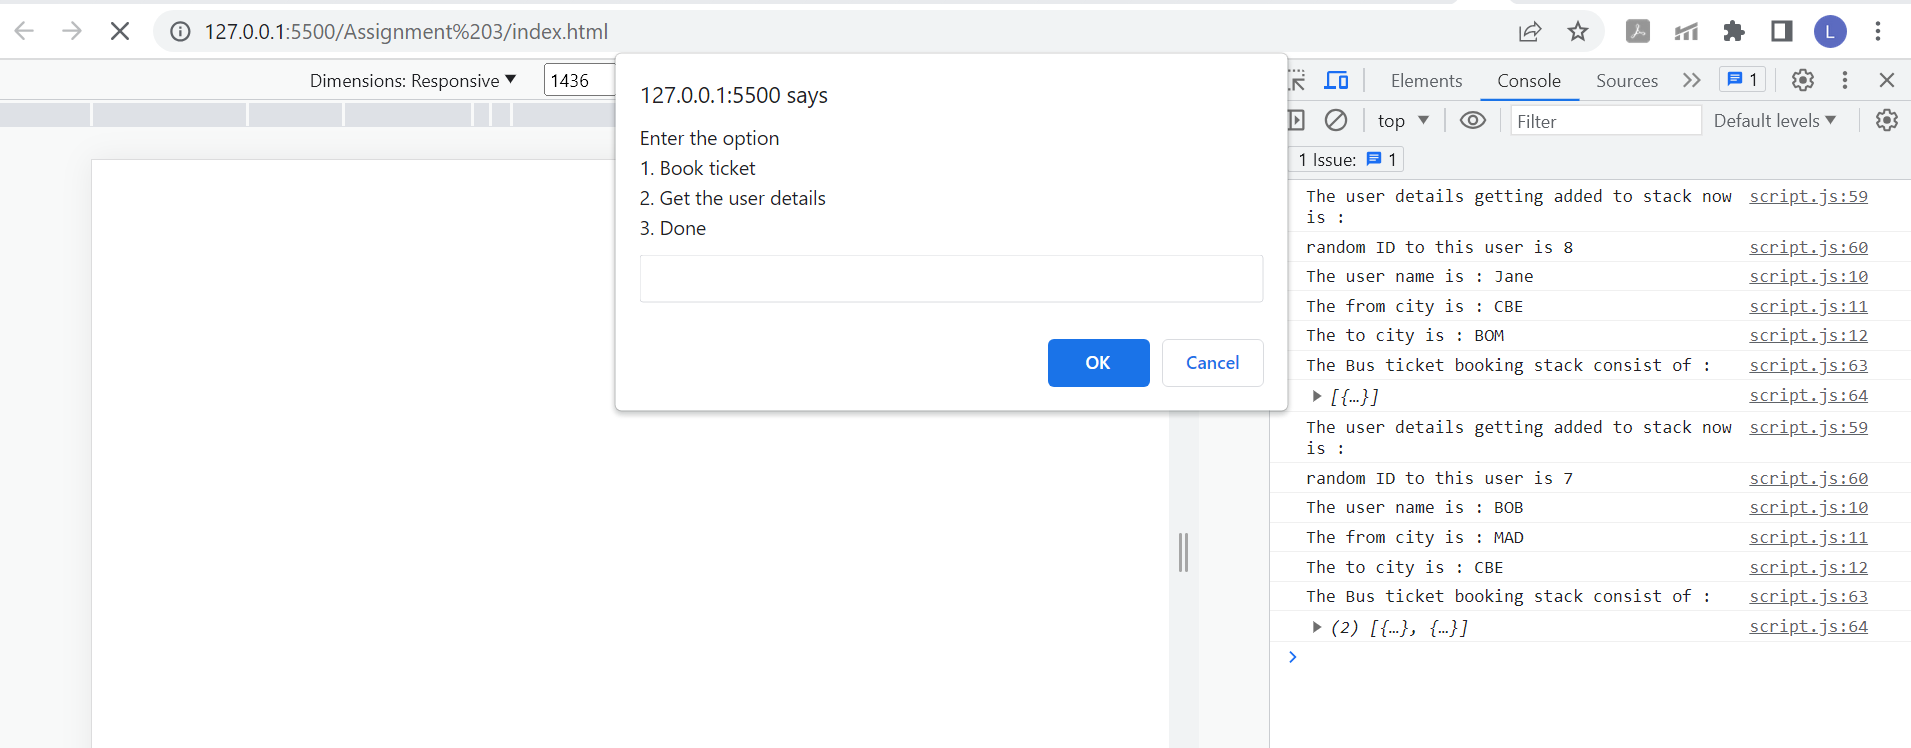 127.0.0.1:5500/Assignment%203/index.html
L
Dimensions: Responsive
1436
127.0.0.1:5500 says
Enter the option
1. Book ticket
2. Get the user details
3. Done
OK
Cancel
Elements
Console
Sources
1
top
Filter
Default levels
1 Issue: 1
The user details getting added to stack now script.js:59
is :
random ID to this user is 8 script.js:60
The user name is : Jane script.js:10
The from city is : CBE script.js:11
The to city is : BOM script.js:12
The Bus ticket booking stack consist of : script.js:63
[{…}] script.js:64
The user details getting added to stack now script.js:59
is :
random ID to this user is 7 script.js:60
The user name is : BOB script.js:10
The from city is : MAD script.js:11
The to city is : CBE script.js:12
The Bus ticket booking stack consist of : script.js:63
(2) [{…}, {…}] script.js:64